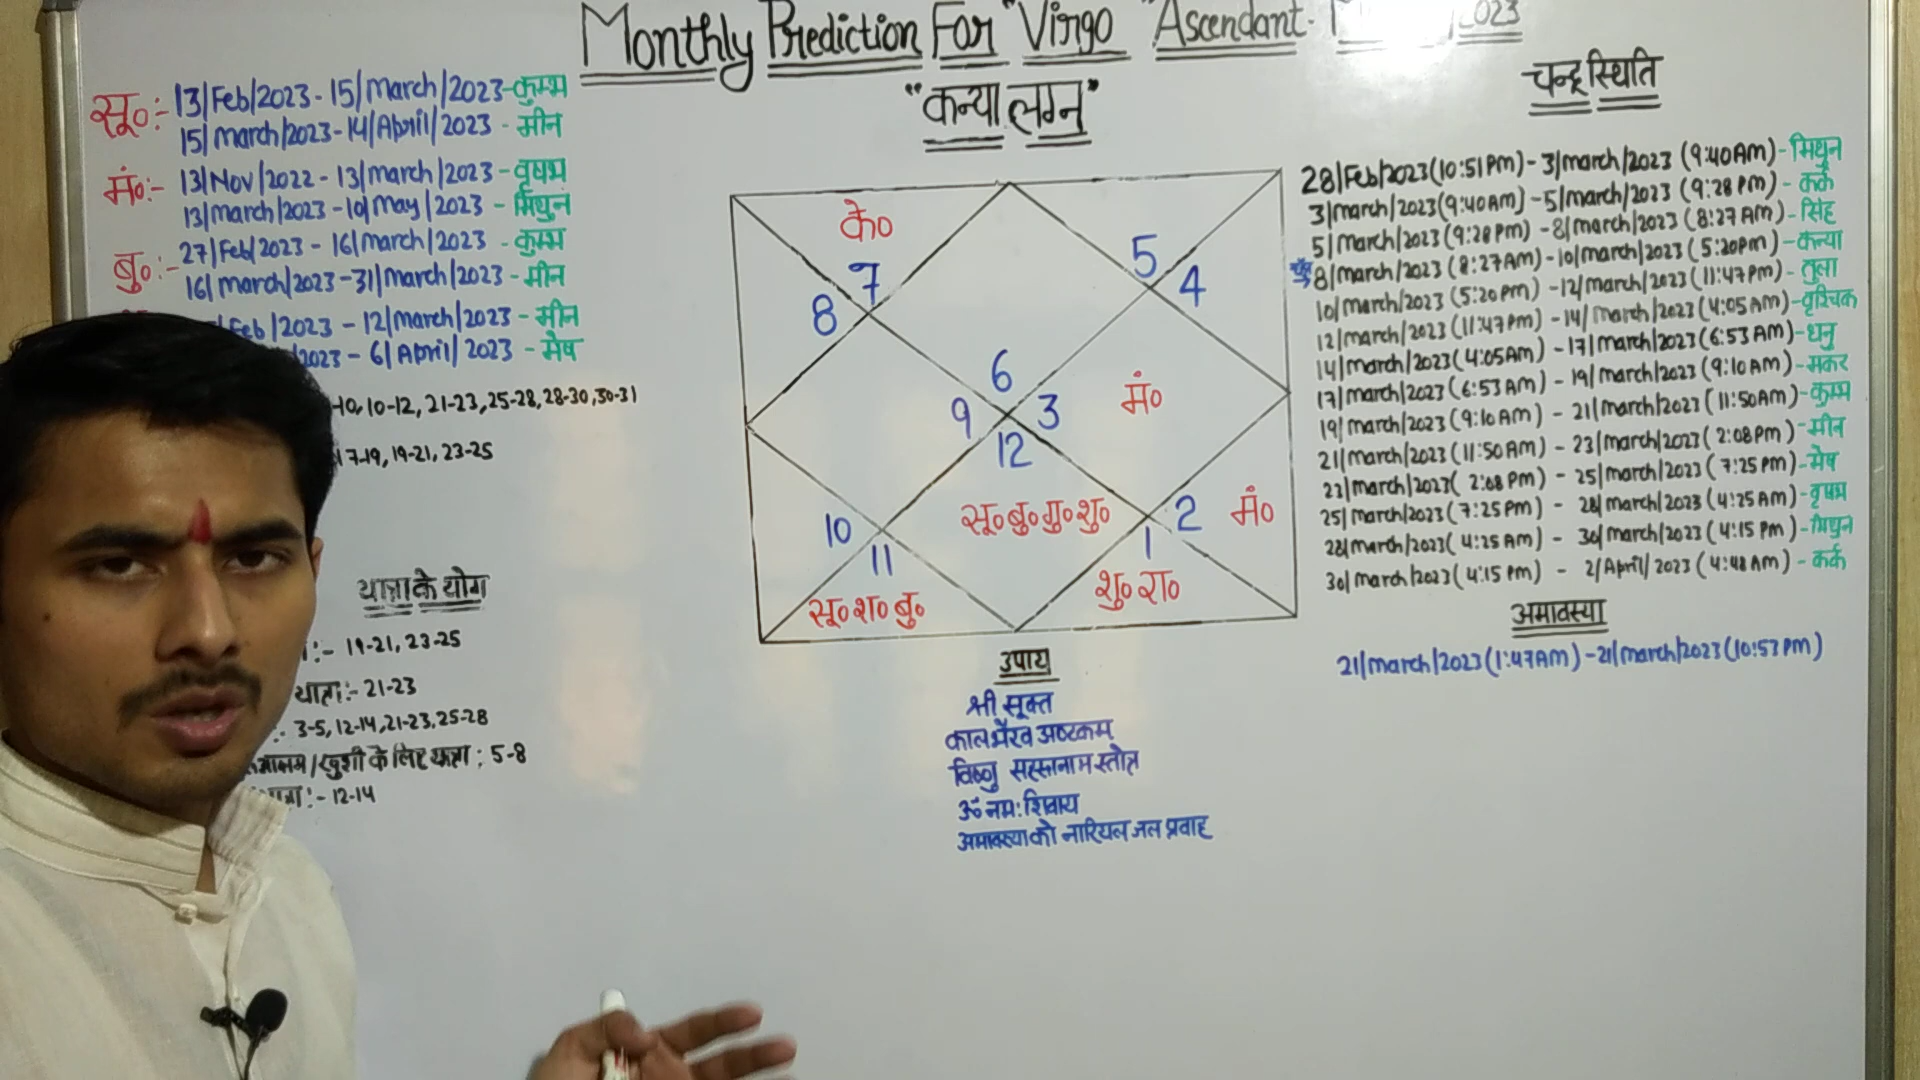 Monthly Prediction For "Virgo" Ascendant- 2023
"कन्या लग्न"
सू०:- 13/Feb/2023 - 15/march/2023 - कुम्भ
15/march/2023 - 14/April/2023 - मीन
मं०:- 13/Nov/2022 - 13/march/2023 - वृषभ
13/march/2023 - 10/May/2023 - मिथुन
बु०:- 27/Feb/2023 - 16/march/2023 - कुम्भ
16/march/2023 - 31/march/2023 - मीन
Feb/2023 - 12/march/2023 - मीन
2023 - 6/April/2023 - मेष
-10, 10-12, 21-23, 25-28, 28-30, 30-31
17-19, 19-21, 23-25
यात्रा के योग
:- 19-21, 23-25
यात्रा:- 21-23
3-5, 12-14, 21-23, 25-28
/खुशी के लिए यात्रा : 5-8
:- 12-14
के०
7
8
5
4
6
9
3
मं०
12
सू० बु० गु० शु०
10
11
सू० श० बु०
2
मं०
1
शु० रा०
उपाय
श्री सूक्त
कालभैरव अष्टकम
विष्णु सहस्त्रनाम स्तोत्र
ॐ नमः शिवाय
अमावस्या को नारियल जल प्रवाह
चन्द्र स्थिति
28/Feb/2023 (10:51 Pm) - 3/march/2023 (9:40 AM) - मिथुन
3/march/2023 (9:40 AM) - 5/march/2023 (9:28 PM) - कर्क
5/march/2023 (9:28 PM) - 8/march/2023 (8:27 AM) - सिंह
8/march/2023 (8:27 AM) - 10/march/2023 (5:20 pm) - कन्या
10/march/2023 (5:20 pm) - 12/march/2023 (11:47 pm) - तुला
12/march/2023 (11:47 pm) - 14/march/2023 (4:05 AM) - वृश्चिक
14/march/2023 (4:05 Am) - 17/march/2023 (6:53 AM) - धनु
17/march/2023 (6:53 AM) - 19/march/2023 (9:10 AM) - मकर
19/march/2023 (9:10 AM) - 21/march/2023 (11:50 AM) - कुम्भ
21/march/2023 (11:50 AM) - 23/march/2023 (2:08 PM) - मीन
23/march/2023 (2:08 PM) - 25/march/2023 (7:25 pm) - मेष
25/march/2023 (7:25 PM) - 28/march/2023 (4:25 AM) - वृषभ
28/march/2023 (4:25 AM) - 30/march/2023 (4:15 Pm) - मिथुन
30/march/2023 (4:15 pm) - 2/April/2023 (4:48 AM) - कर्क
अमावस्या
21/march/2023 (1:47 AM) - 21/march/2023 (10:53 pm)